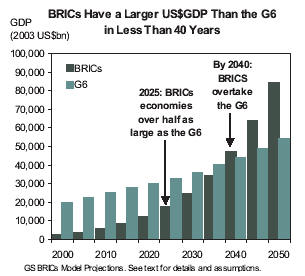 BRICs Have a Larger US$GDP Than the G6
in Less Than 40 Years
GDP
(2003 US$bn)
BRICs
G6
2025: BRICs
economies
over half as
large as the G6
By 2040:
BRICS
overtake
the G6
100,000
90,000
80,000
70,000
60,000
50,000
40,000
30,000
20,000
10,000
0
2000 2010 2020 2030 2040 2050
GS BRICs Model Projections. See text for details and assumptions.